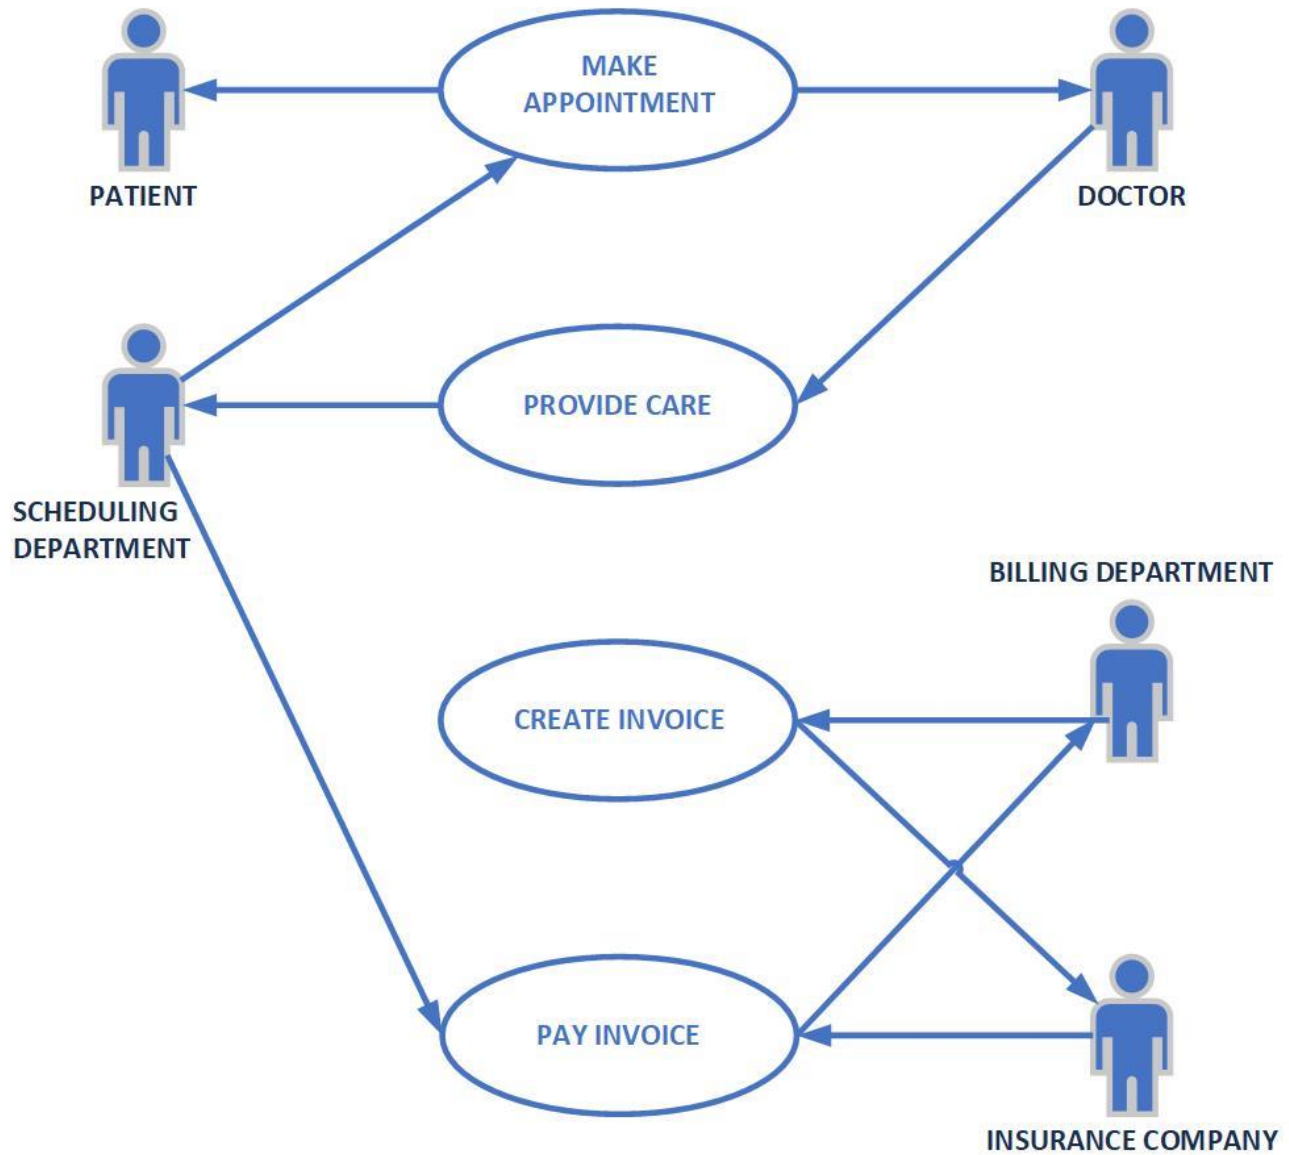 MAKE
APPOINTMENT
PATIENT
DOCTOR
PROVIDE CARE
SCHEDULING
DEPARTMENT
BILLING DEPARTMENT
CREATE INVOICE
PAY INVOICE
INSURANCE COMPANY